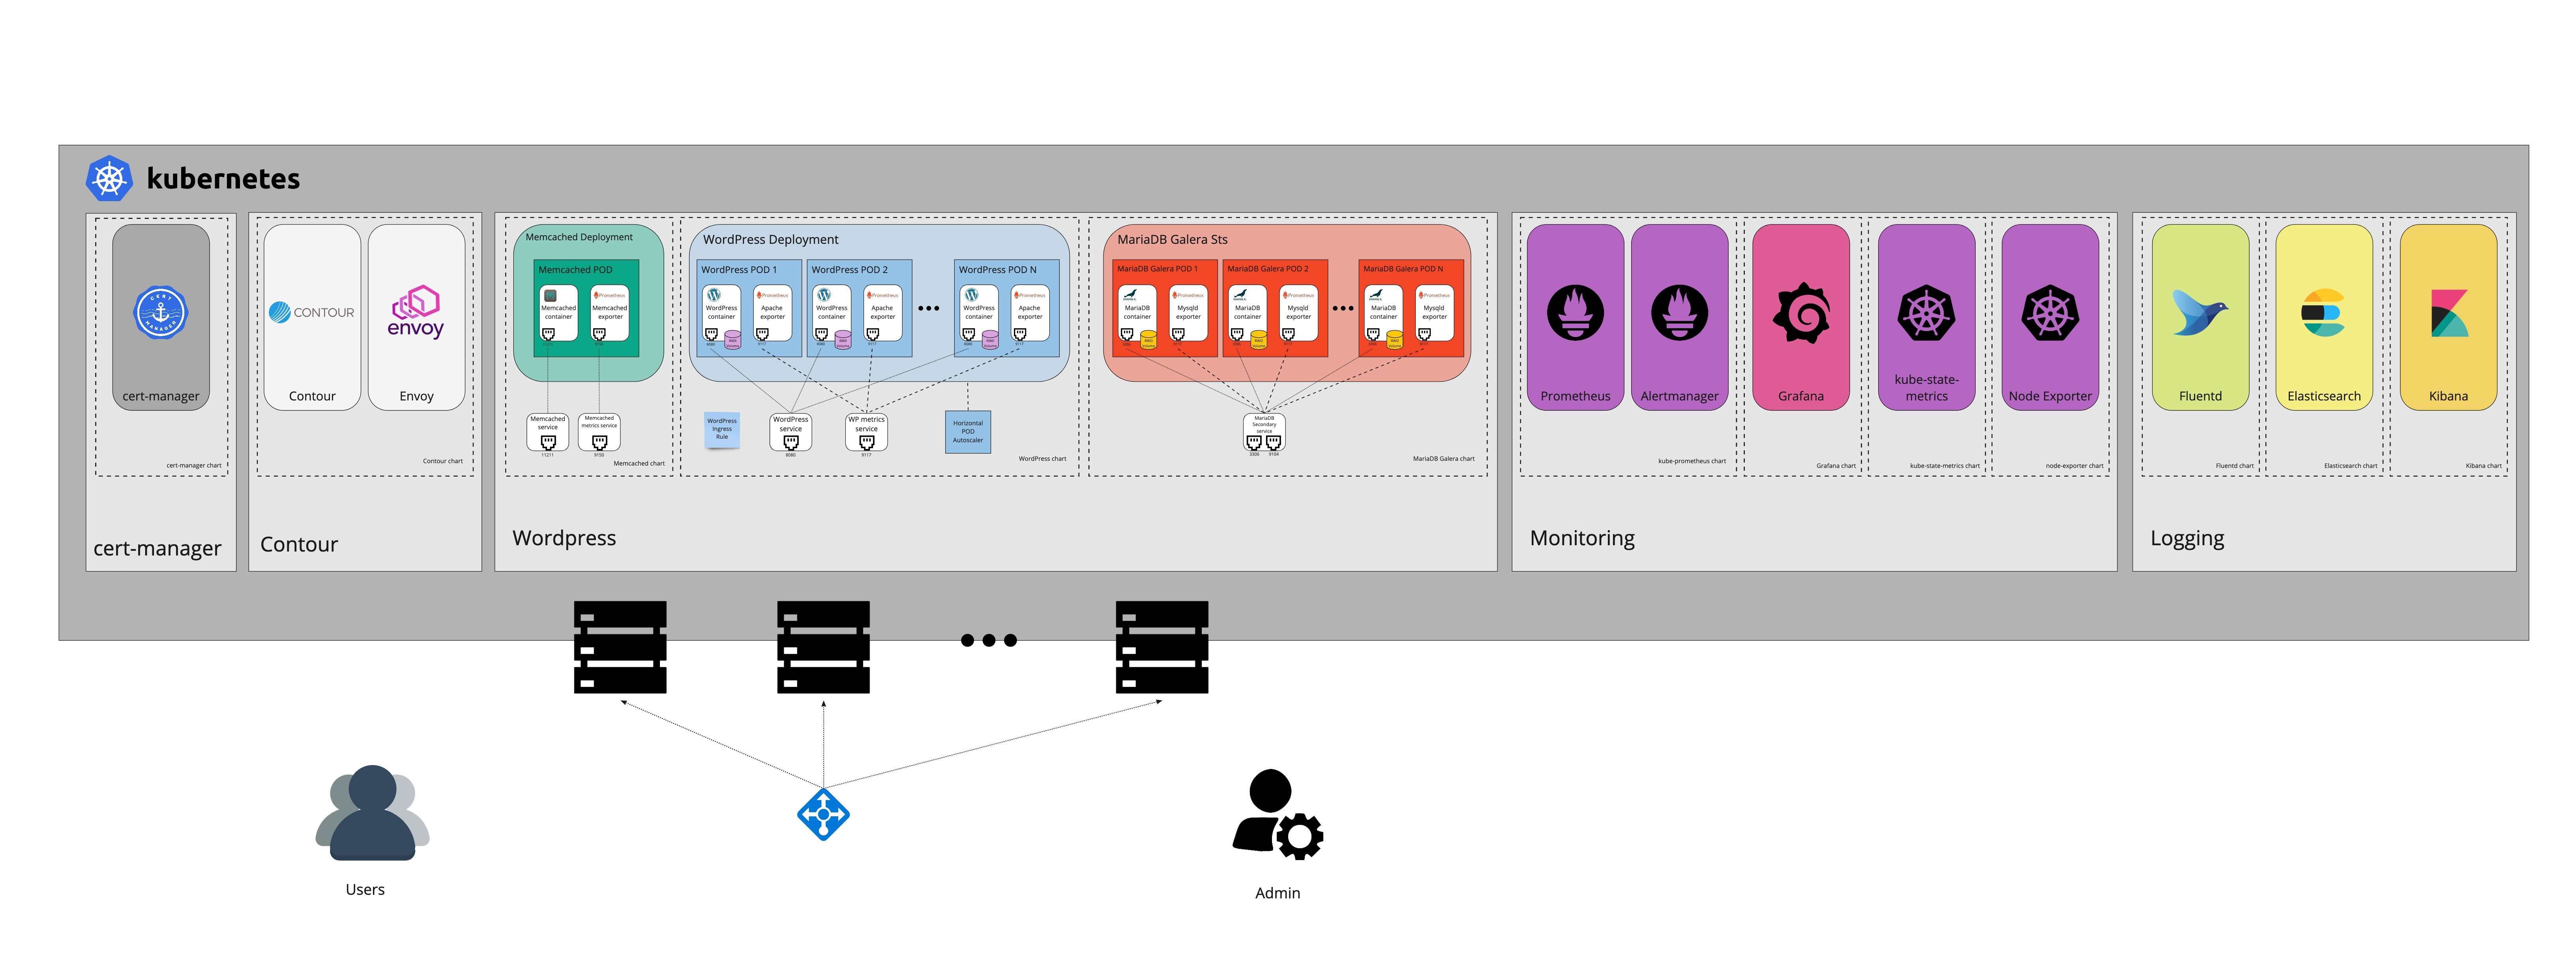 kubernetes
cert-manager
cert-manager chart
cert-manager
CONTOUR
Contour
envoy
Envoy
Contour chart
Contour
Memcached Deployment
Memcached POD
Memcached
container
Prometheus
Memcached
exporter
Memcached
service
11211
Memcached
metrics service
9150
Memcached chart
WordPress Deployment
WordPress POD 1
WordPress
container
8080
Prometheus
Apache
exporter
9117
WordPress POD 2
WordPress
container
8080
Prometheus
Apache
exporter
9117
WordPress POD N
WordPress
container
8080
Prometheus
Apache
exporter
9117
WordPress
Ingress
Rule
WordPress
service
8080
WP metrics
service
9117
Horizontal
POD
Autoscaler
WordPress chart
MariaDB Galera Sts
MariaDB Galera POD 1
MariaDB
container
Prometheus
Mysqld
exporter
MariaDB Galera POD 2
MariaDB
container
Prometheus
Mysqld
exporter
MariaDB Galera POD N
MariaDB
container
Prometheus
Mysqld
exporter
MariaDB
Secondary
service
3306
9104
MariaDB Galera chart
Wordpress
Prometheus
Alertmanager
kube-prometheus chart
Grafana
Grafana chart
kube-state-
metrics
kube-state-metrics chart
Node Exporter
node-exporter chart
Monitoring
Fluentd
Fluentd chart
Elasticsearch
Elasticsearch chart
Kibana
Kibana chart
Logging
Users
Admin